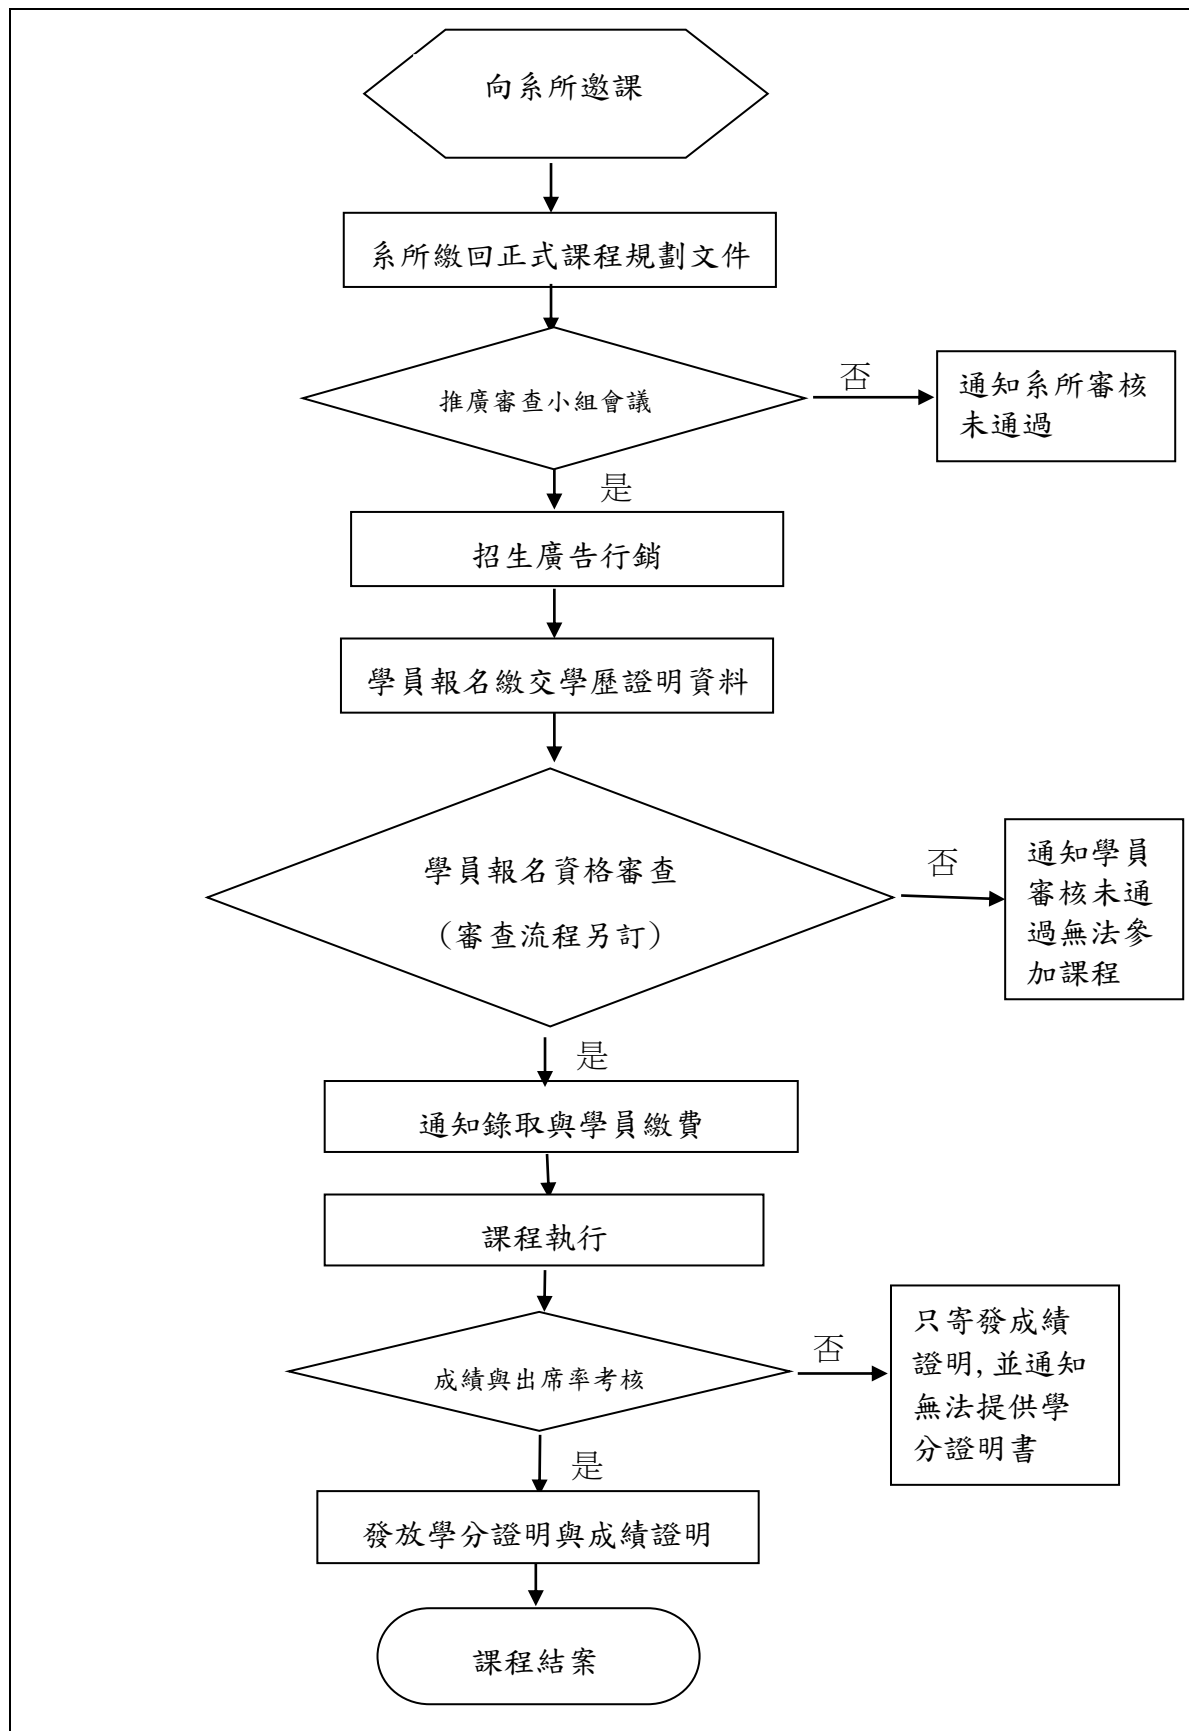 向系所邀課
系所繳回正式課程規劃文件
推廣審查小組會議
否
通知系所審核
未通過
是
招生廣告行銷
學員報名繳交學歷證明資料
學員報名資格審查
（審查流程另訂）
否
通知學員
審核未通
過無法參
加課程
是
通知錄取與學員繳費
課程執行
成績與出席率考核
否
只寄發成績
證明,並通知
無法提供學
分證明書
是
發放學分證明與成績證明
課程結案